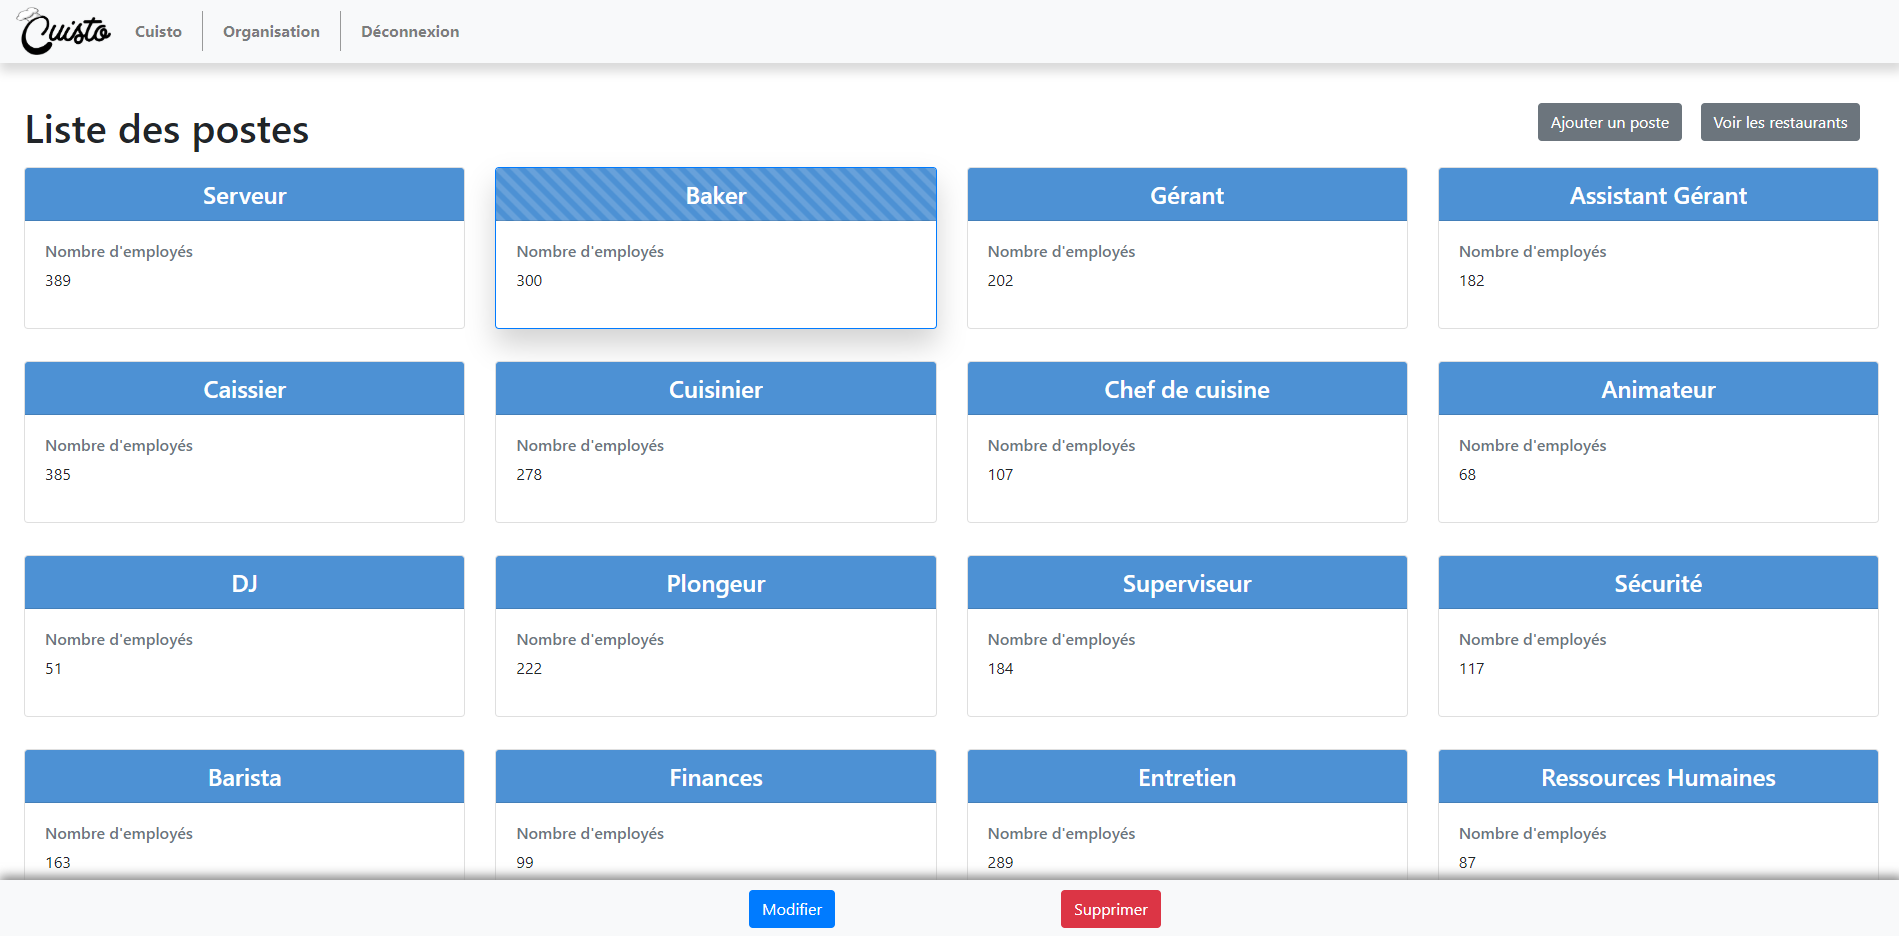 Cuisto
Cuisto
Organisation
Déconnexion
Liste des postes
Ajouter un poste
Voir les restaurants
Serveur
Nombre d'employés
389
Baker
Nombre d'employés
300
Gérant
Nombre d'employés
202
Assistant Gérant
Nombre d'employés
182
Caissier
Nombre d'employés
385
Cuisinier
Nombre d'employés
278
Chef de cuisine
Nombre d'employés
107
Animateur
Nombre d'employés
68
DJ
Nombre d'employés
51
Plongeur
Nombre d'employés
222
Superviseur
Nombre d'employés
184
Sécurité
Nombre d'employés
117
Barista
Nombre d'employés
163
Finances
Nombre d'employés
99
Entretien
Nombre d'employés
289
Ressources Humaines
Nombre d'employés
87
Modifier
Supprimer